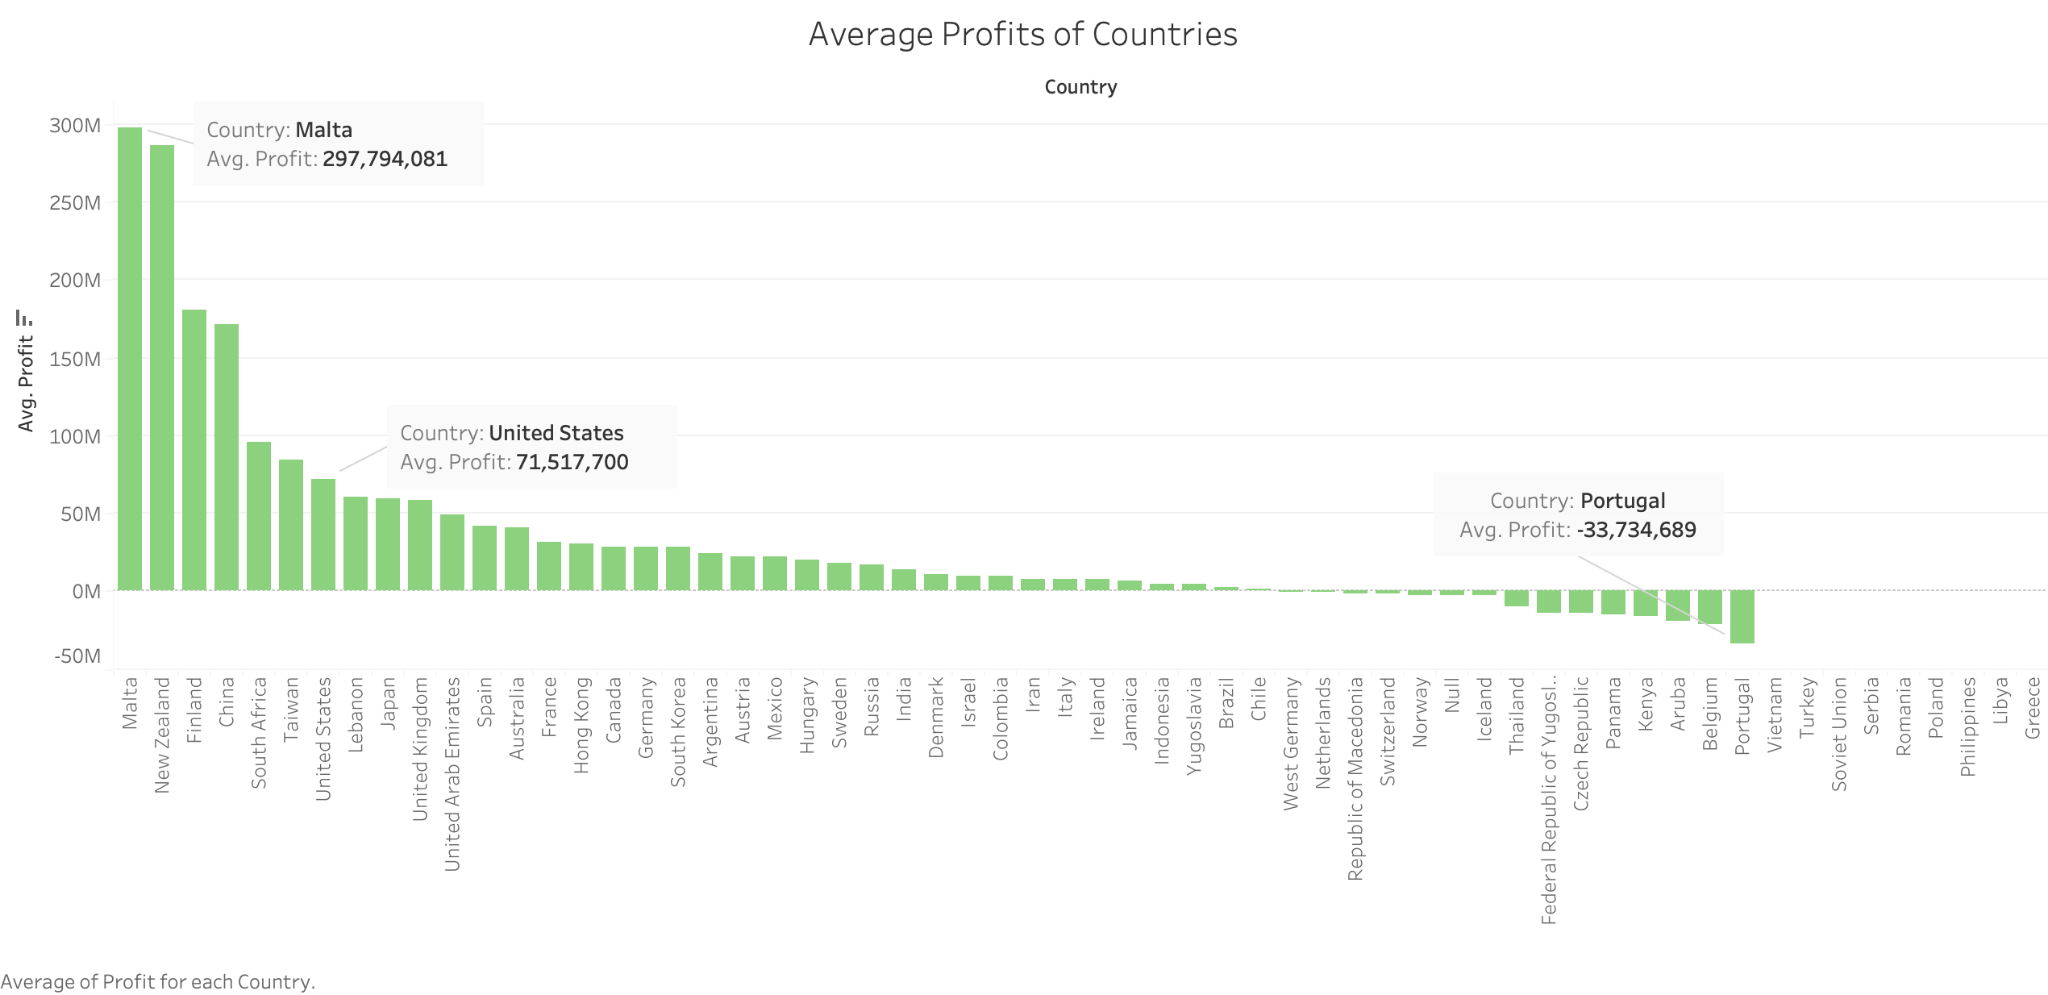 Average Profits of Countries
Country
Country: Malta
Avg. Profit: 297,794,081
Country: United States
Avg. Profit: 71,517,700
Country: Portugal
Avg. Profit: -33,734,689
Avg. Profit
300M
250M
200M
150M
100M
50M
0M
-50M
Malta
New Zealand
Finland
China
South Africa
Taiwan
United States
Lebanon
Japan
United Kingdom
United Arab Emirates
Spain
Australia
France
Hong Kong
Canada
Germany
South Korea
Argentina
Austria
Mexico
Hungary
Sweden
Russia
India
Denmark
Israel
Colombia
Iran
Italy
Ireland
Jamaica
Indonesia
Yugoslavia
Brazil
Chile
West Germany
Netherlands
Republic of Macedonia
Switzerland
Norway
Null
Iceland
Thailand
Federal Republic of Yugosl..
Czech Republic
Panama
Kenya
Aruba
Belgium
Portugal
Vietnam
Turkey
Soviet Union
Serbia
Romania
Poland
Philippines
Libya
Greece
Average of Profit for each Country.